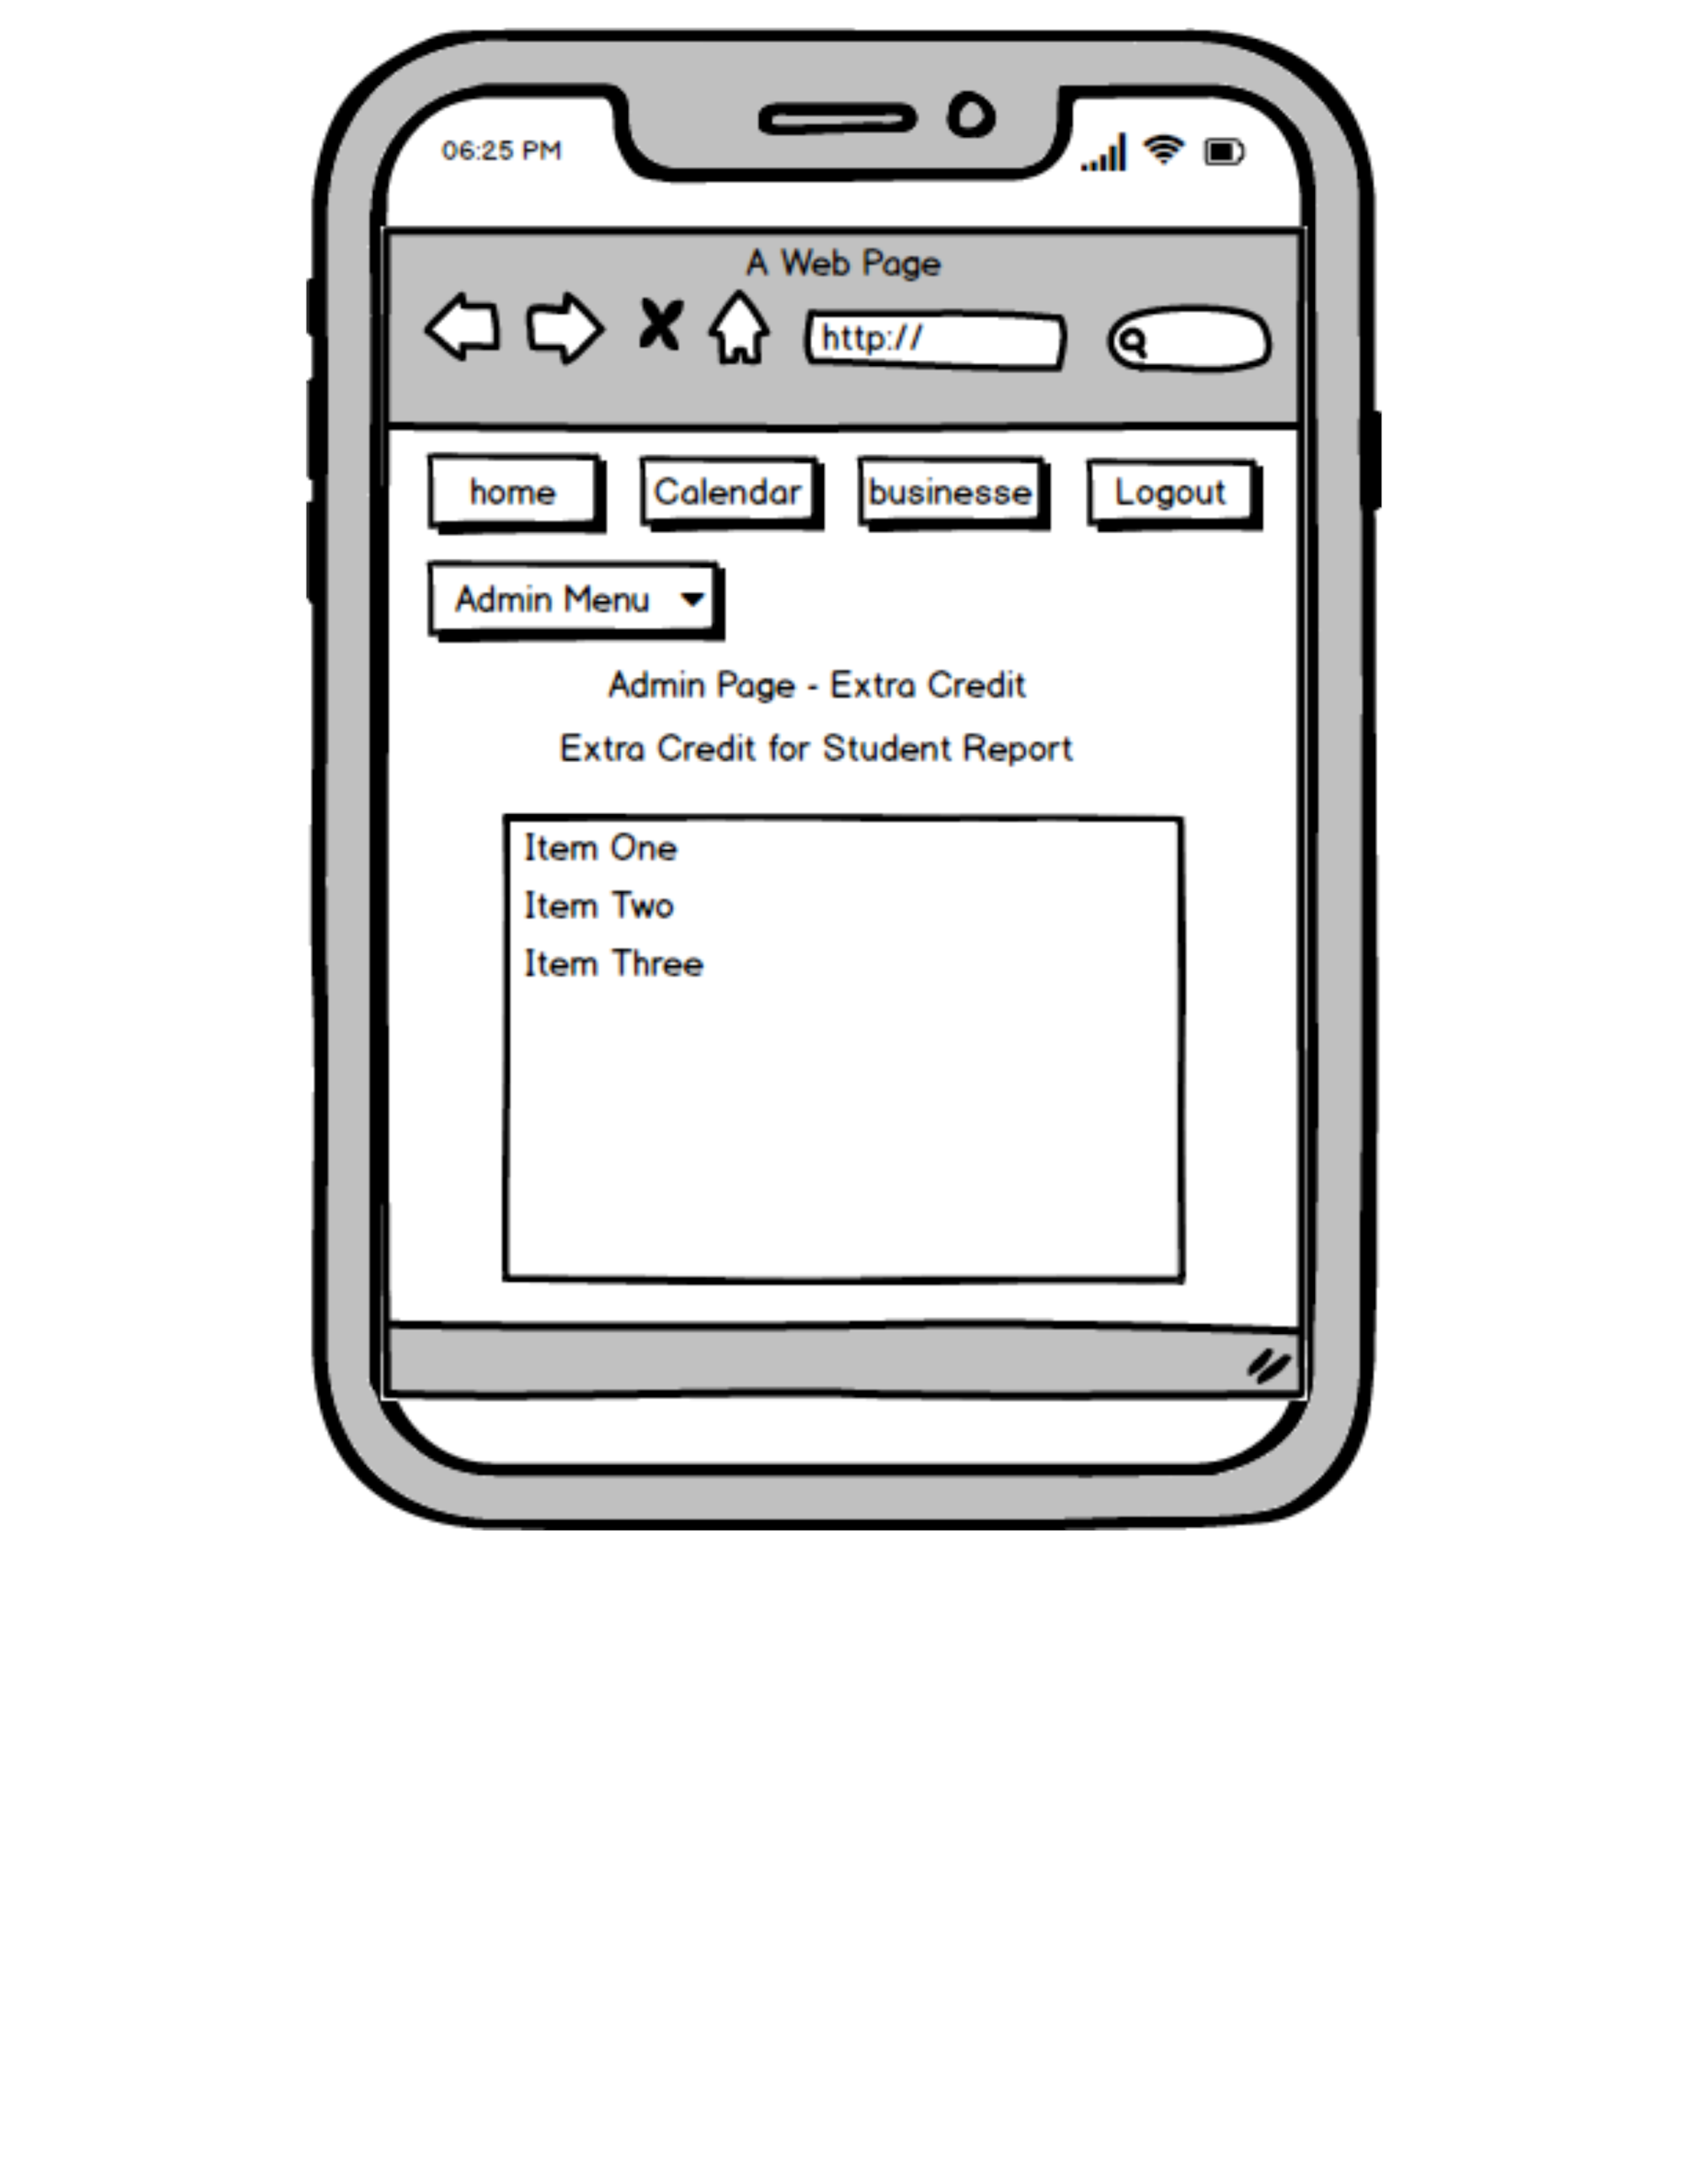 06:25 PM
A Web Page
http://
home Calendar businesse Logout
Admin Menu
Admin Page - Extra Credit
Extra Credit for Student Report
Item One
Item Two
Item Three